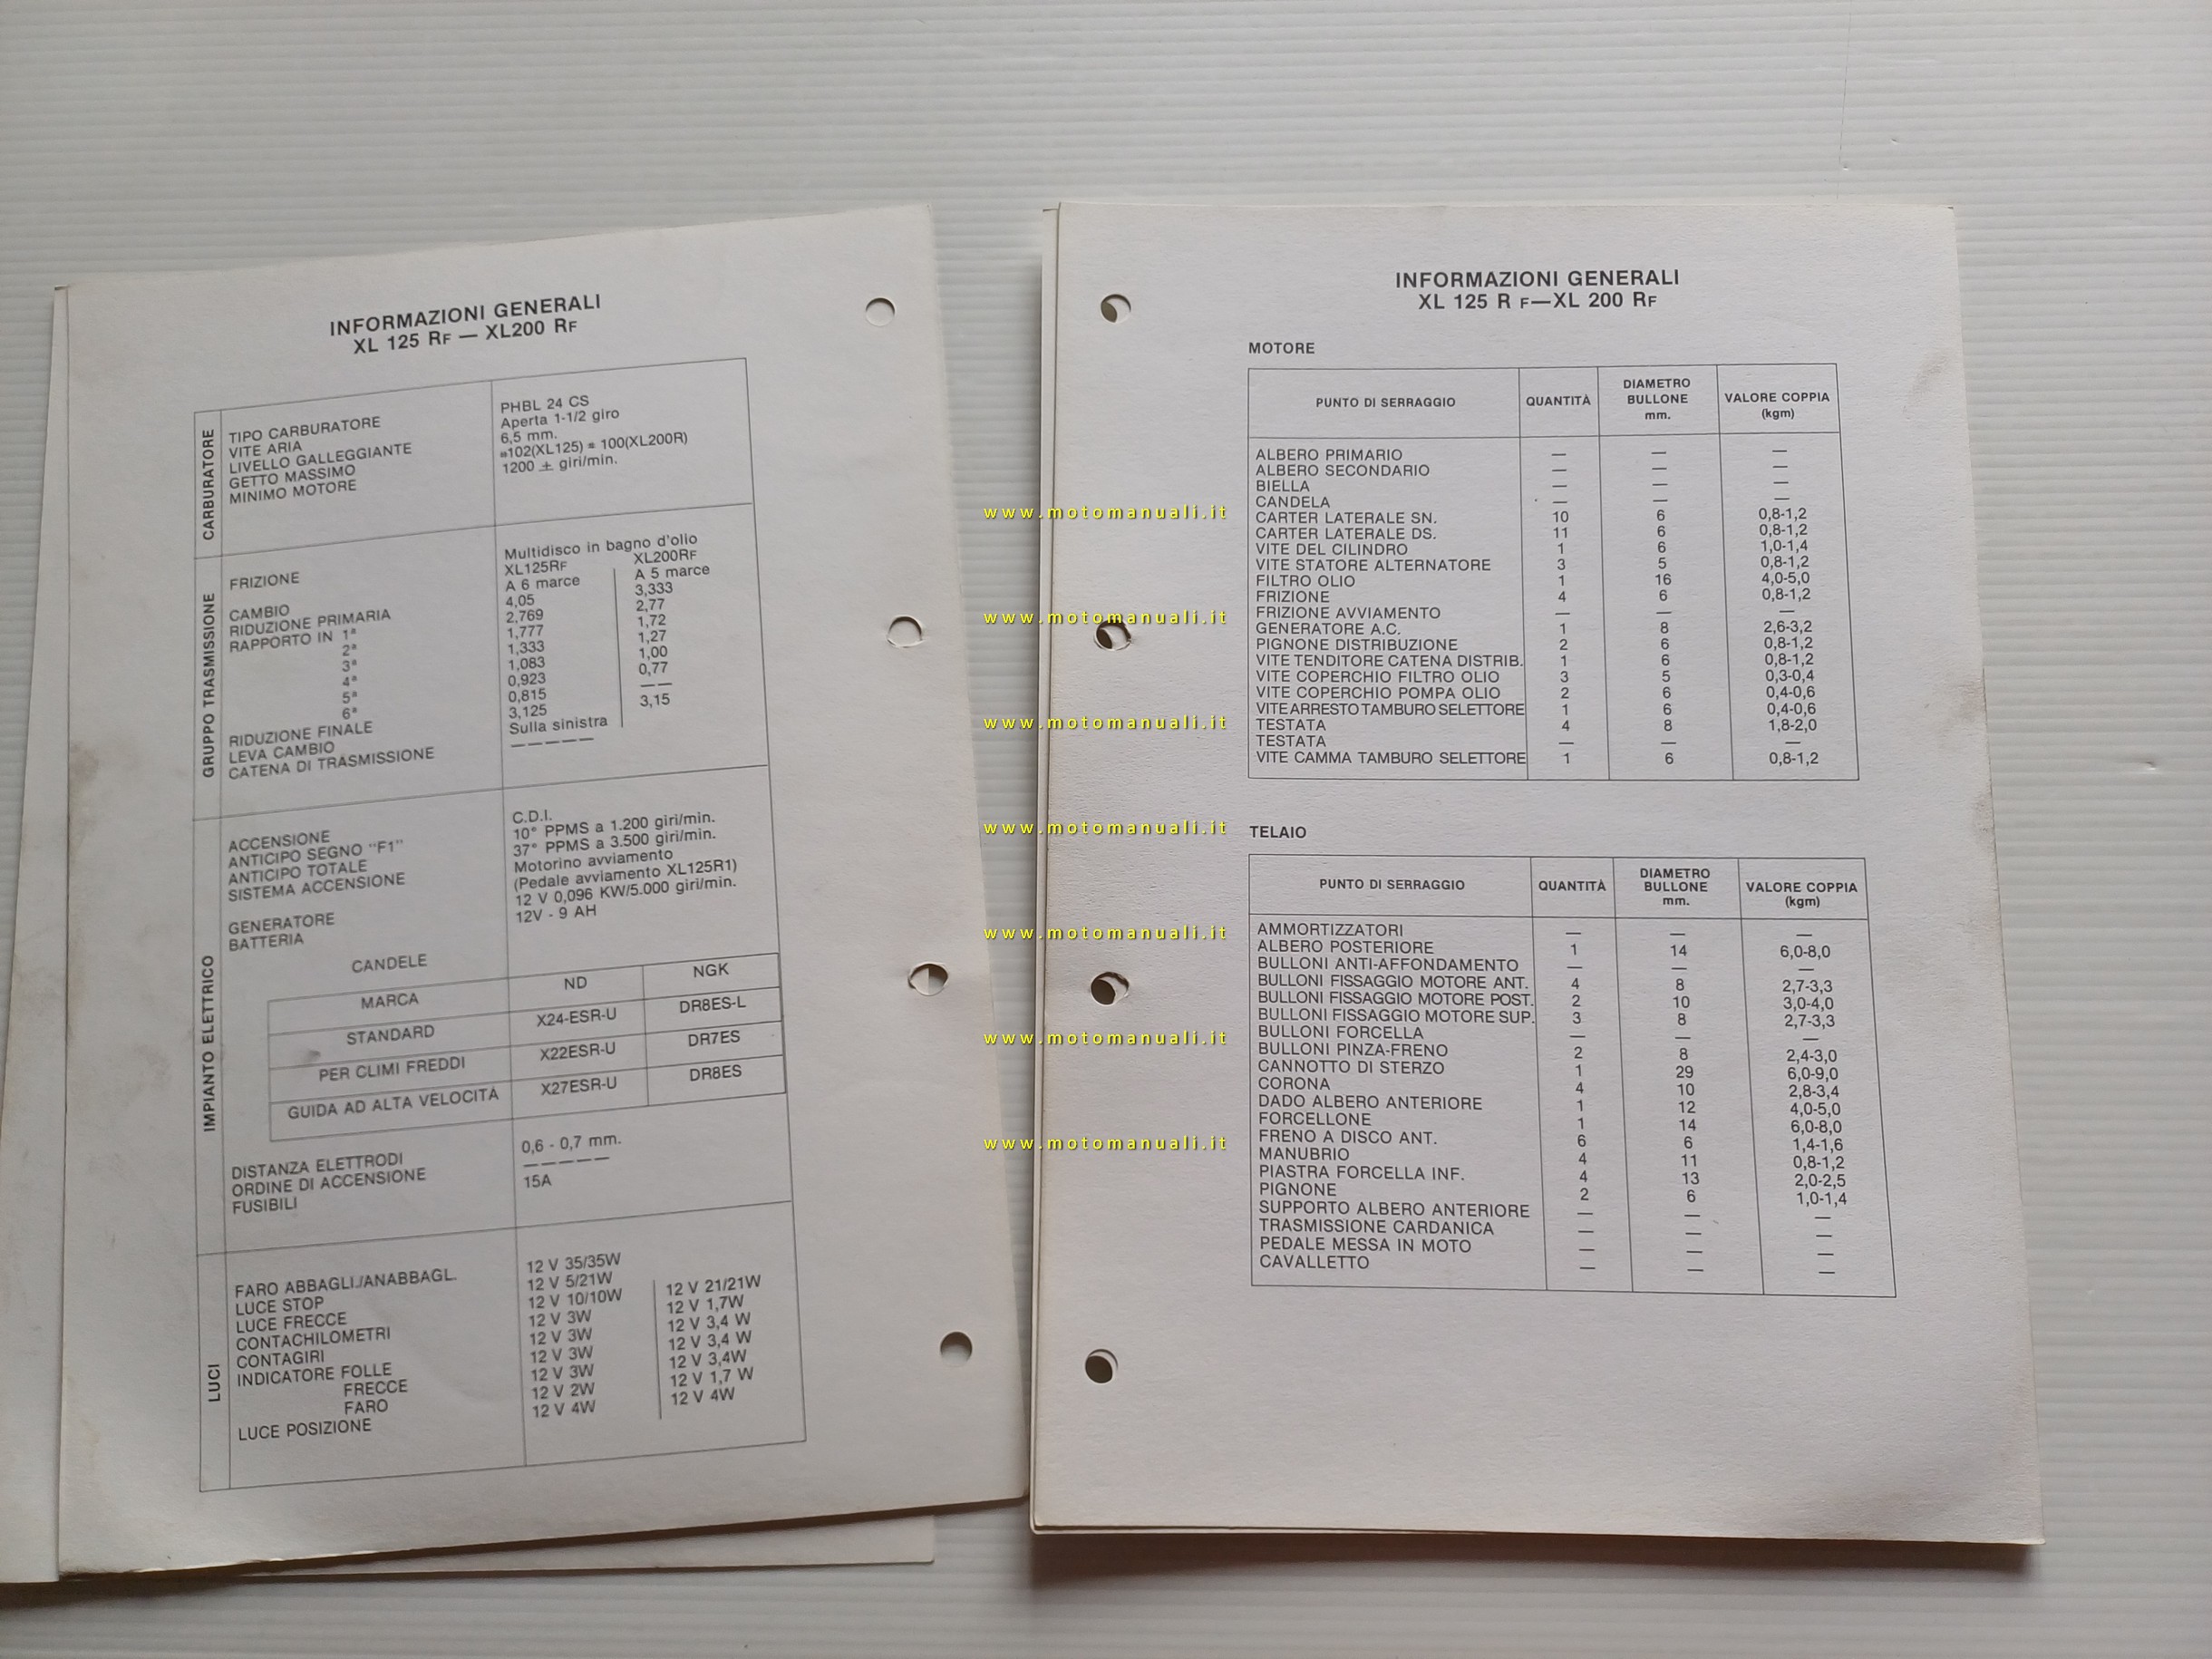 INFORMAZIONI GENERALI
XL 125 RF — XL200 RF
CARBURATORE
TIPO CARBURATORE PHBL 24 CS
VITE ARIA Aperta 1-1/2 giro
LIVELLO GALLEGGIANTE 6,5 mm.
GETTO MASSIMO #102(XL125) # 100(XL200R)
MINIMO MOTORE 1200 ± giri/min.
GRUPPO TRASMISSIONE
FRIZIONE Multidisco in bagno d'olio
XL125RF XL200RF
CAMBIO A 6 marce A 5 marce
RIDUZIONE PRIMARIA 4,05 3,333
RAPPORTO IN 1ª 2,769 2,77
2ª 1,777 1,72
3ª 1,333 1,27
4ª 1,083 1,00
5ª 0,923 0,77
6ª 0,815 ——
RIDUZIONE FINALE 3,125 3,15
LEVA CAMBIO Sulla sinistra
CATENA DI TRASMISSIONE —————
IMPIANTO ELETTRICO
ACCENSIONE C.D.I.
ANTICIPO SEGNO "F1" 10° PPMS a 1.200 giri/min.
ANTICIPO TOTALE 37° PPMS a 3.500 giri/min.
SISTEMA ACCENSIONE Motorino avviamento
(Pedale avviamento XL125R1)
GENERATORE 12 V 0,096 KW/5.000 giri/min.
BATTERIA 12V - 9 AH
CANDELE
MARCA ND NGK
STANDARD X24-ESR-U DR8ES-L
PER CLIMI FREDDI X22ESR-U DR7ES
GUIDA AD ALTA VELOCITÀ X27ESR-U DR8ES
DISTANZA ELETTRODI 0,6 - 0,7 mm.
ORDINE DI ACCENSIONE —————
FUSIBILI 15A
LUCI
FARO ABBAGLI./ANABBAGL. 12 V 35/35W
LUCE STOP 12 V 5/21W
LUCE FRECCE 12 V 10/10W 12 V 21/21W
CONTACHILOMETRI 12 V 3W 12 V 1,7W
CONTAGIRI 12 V 3W 12 V 3,4 W
INDICATORE FOLLE 12 V 3W 12 V 3,4 W
FRECCE 12 V 3W 12 V 3,4W
FARO 12 V 2W 12 V 1,7 W
LUCE POSIZIONE 12 V 4W 12 V 4W
INFORMAZIONI GENERALI
XL 125 R F—XL 200 RF
MOTORE
PUNTO DI SERRAGGIO QUANTITÀ DIAMETRO BULLONE mm. VALORE COPPIA (kgm)
ALBERO PRIMARIO — — —
ALBERO SECONDARIO — — —
BIELLA — — —
CANDELA — — —
CARTER LATERALE SN. 10 6 0,8-1,2
CARTER LATERALE DS. 11 6 0,8-1,2
VITE DEL CILINDRO 1 6 1,0-1,4
VITE STATORE ALTERNATORE 3 5 0,8-1,2
FILTRO OLIO 1 16 4,0-5,0
FRIZIONE 4 6 0,8-1,2
FRIZIONE AVVIAMENTO — — —
GENERATORE A.C. 1 8 2,6-3,2
PIGNONE DISTRIBUZIONE 2 6 0,8-1,2
VITE TENDITORE CATENA DISTRIB. 1 6 0,8-1,2
VITE COPERCHIO FILTRO OLIO 3 5 0,3-0,4
VITE COPERCHIO POMPA OLIO 2 6 0,4-0,6
VITE ARRESTO TAMBURO SELETTORE 1 6 0,4-0,6
TESTATA 4 8 1,8-2,0
TESTATA — — —
VITE CAMMA TAMBURO SELETTORE 1 6 0,8-1,2
TELAIO
PUNTO DI SERRAGGIO QUANTITÀ DIAMETRO BULLONE mm. VALORE COPPIA (kgm)
AMMORTIZZATORI — — —
ALBERO POSTERIORE 1 14 6,0-8,0
BULLONI ANTI-AFFONDAMENTO — — —
BULLONI FISSAGGIO MOTORE ANT. 4 8 2,7-3,3
BULLONI FISSAGGIO MOTORE POST. 2 10 3,0-4,0
BULLONI FISSAGGIO MOTORE SUP. 3 8 2,7-3,3
BULLONI FORCELLA — — —
BULLONI PINZA-FRENO 2 8 2,4-3,0
CANNOTTO DI STERZO 1 29 6,0-9,0
CORONA 4 10 2,8-3,4
DADO ALBERO ANTERIORE 1 12 4,0-5,0
FORCELLONE 1 14 6,0-8,0
FRENO A DISCO ANT. 6 6 1,4-1,6
MANUBRIO 4 11 0,8-1,2
PIASTRA FORCELLA INF. 4 13 2,0-2,5
PIGNONE 2 6 1,0-1,4
SUPPORTO ALBERO ANTERIORE — — —
TRASMISSIONE CARDANICA — — —
PEDALE MESSA IN MOTO — — —
CAVALLETTO — — —
www.motomanuali.it
www.motomanuali.it
www.motomanuali.it
www.motomanuali.it
www.motomanuali.it
www.motomanuali.it
www.motomanuali.it